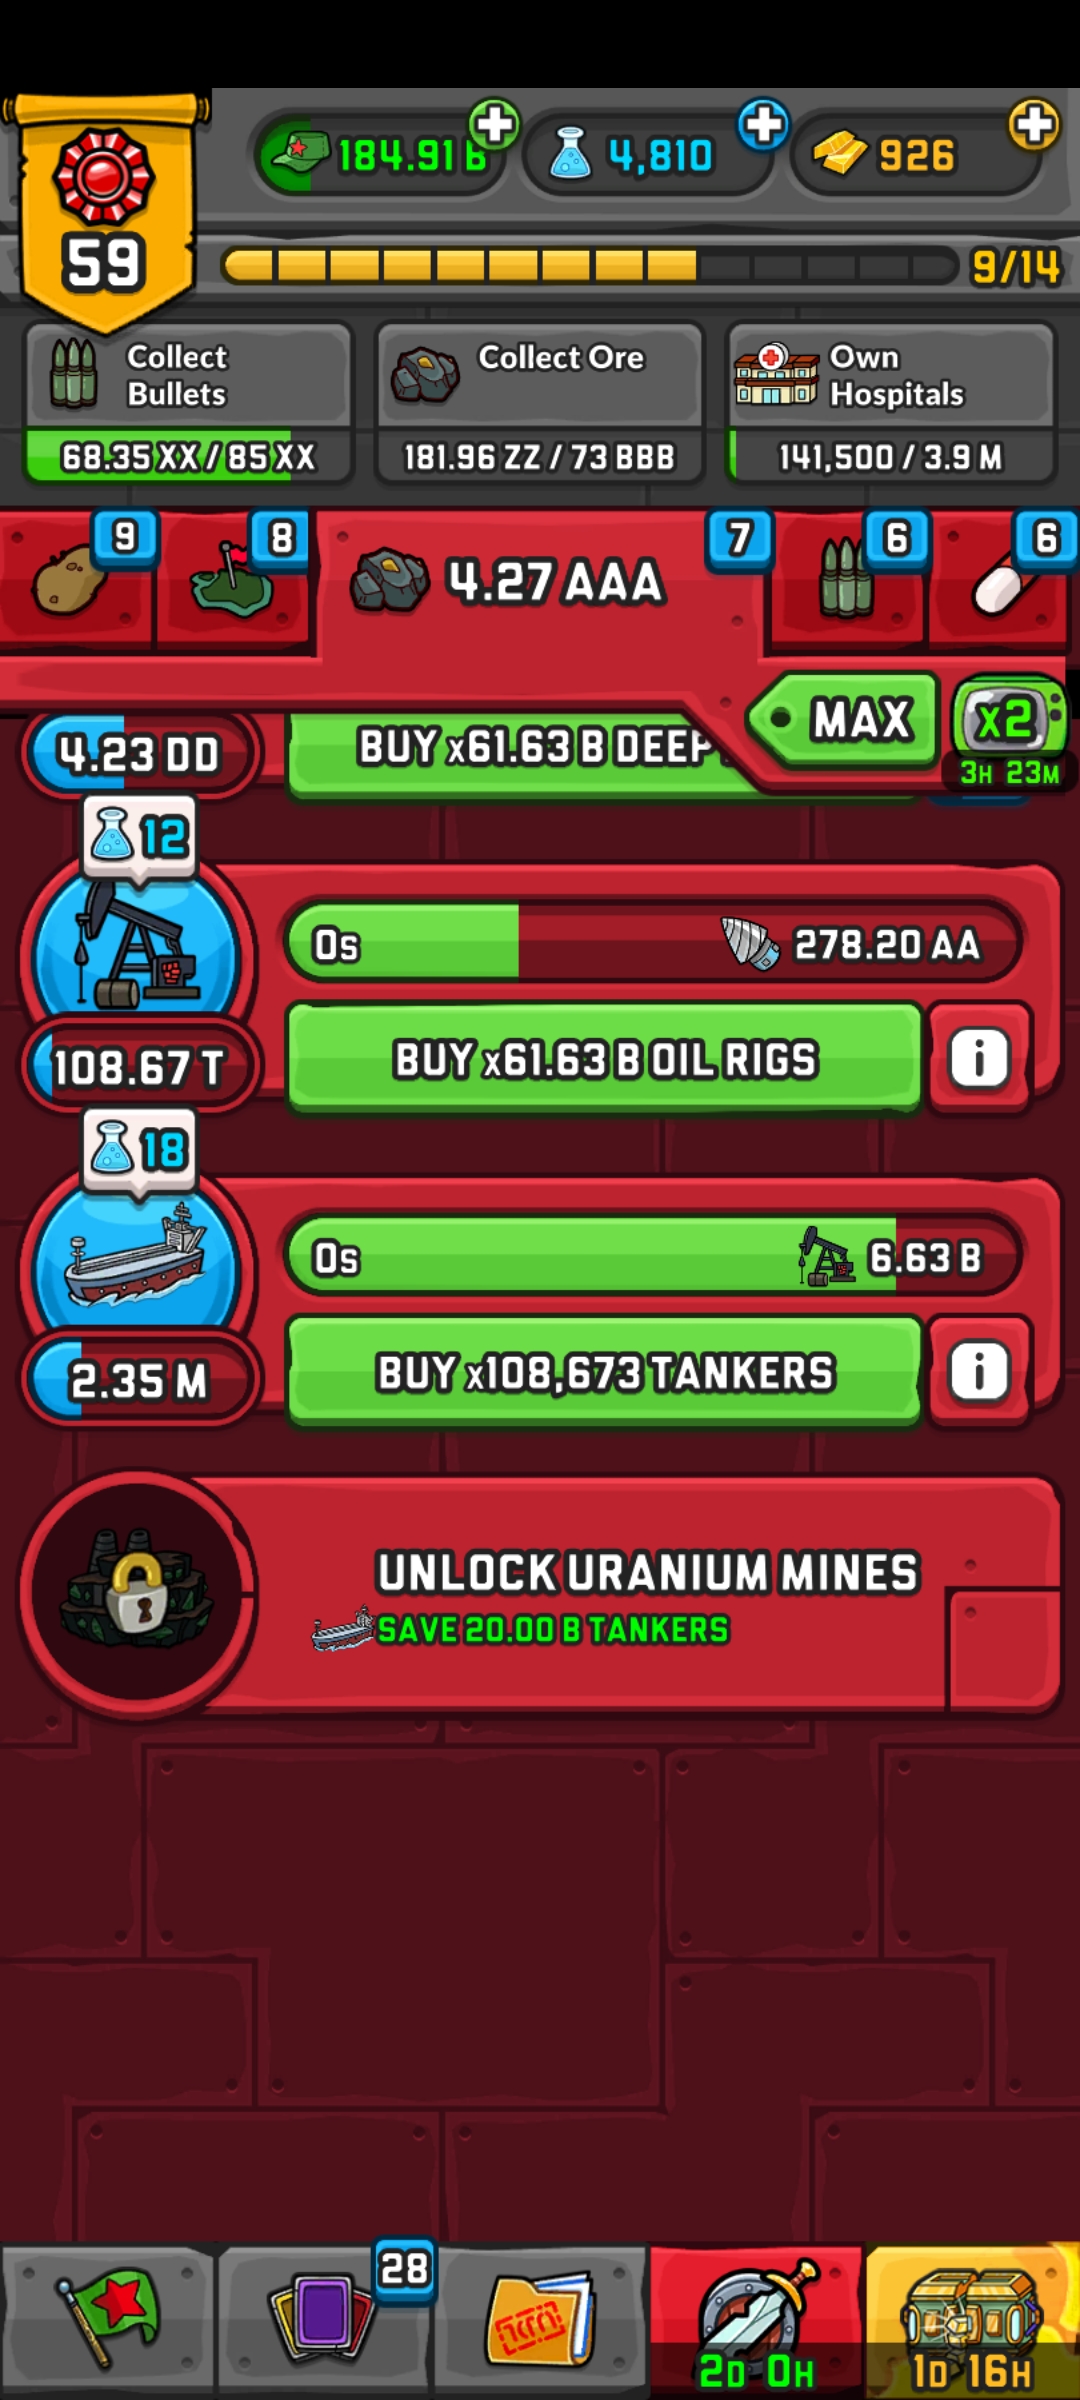 184.91 B
4,810
926
59
9/14
Collect Bullets
68.35 XX / 85 XX
Collect Ore
181.96 ZZ / 73 BBB
Own Hospitals
141,500 / 3.9 M
9
8
4.27 AAA
7
6
6
MAX
x2
3H 23M
4.23 DD
BUY x61.63 B DEEP
12
0s
278.20 AA
108.67 T
BUY x61.63 B OIL RIGS
i
18
0s
6.63 B
2.35 M
BUY x108,673 TANKERS
i
UNLOCK URANIUM MINES
SAVE 20.00 B TANKERS
28
2D 0H
1D 16H